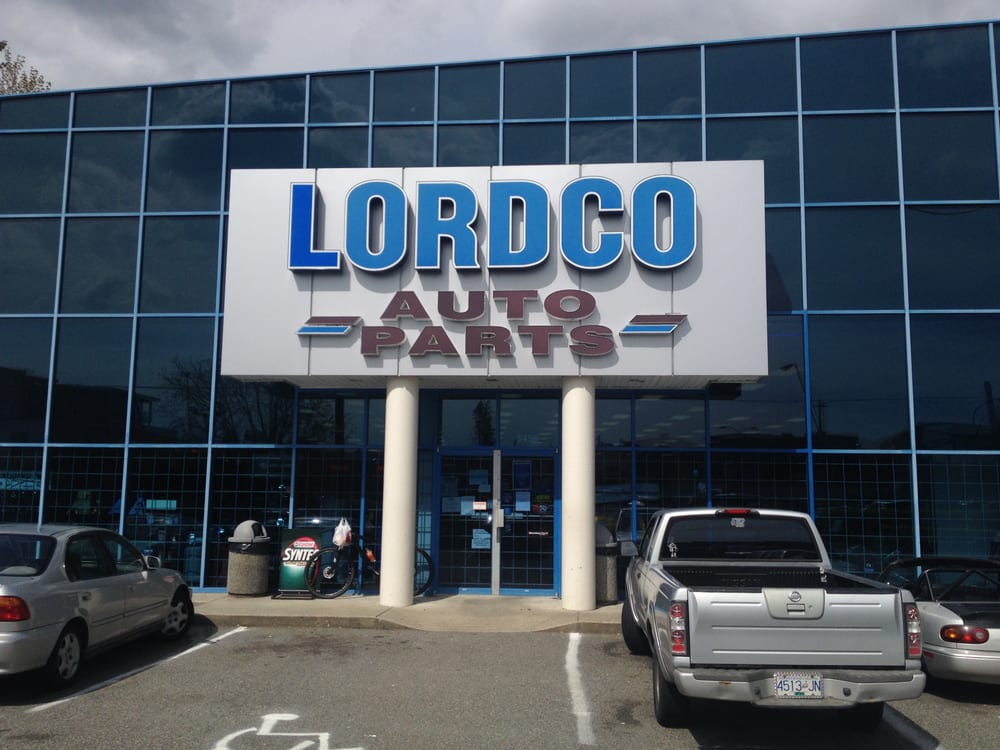 LORDCO
AUTO
PARTS
SYNTEC
4513 JN